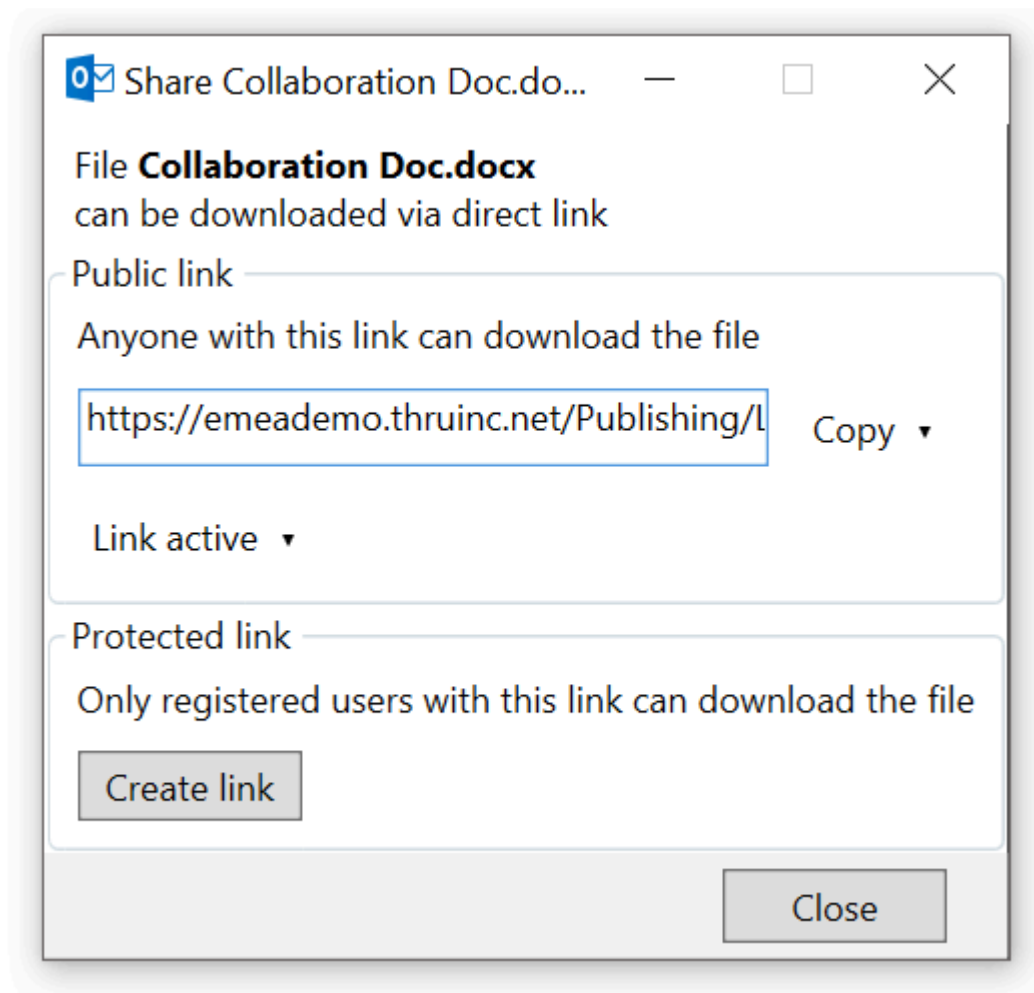 Share Collaboration Doc.do...
File Collaboration Doc.docx
can be downloaded via direct link
Public link
Anyone with this link can download the file
https://emeademo.thruinc.net/Publishing/L
Copy
Link active
Protected link
Only registered users with this link can download the file
Create link
Close